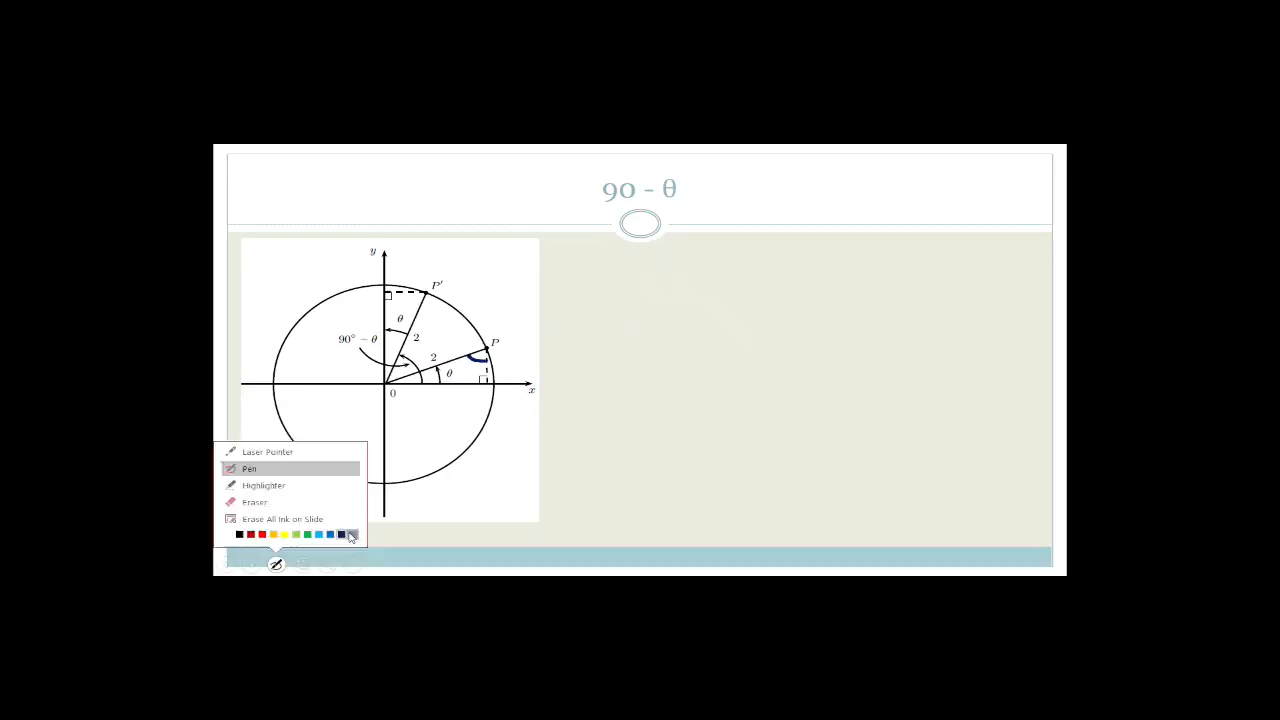 90 - θ
y
P′
θ
90° − θ
2
P
2
θ
x
0
Laser Pointer
Pen
Highlighter
Eraser
Erase All Ink on Slide